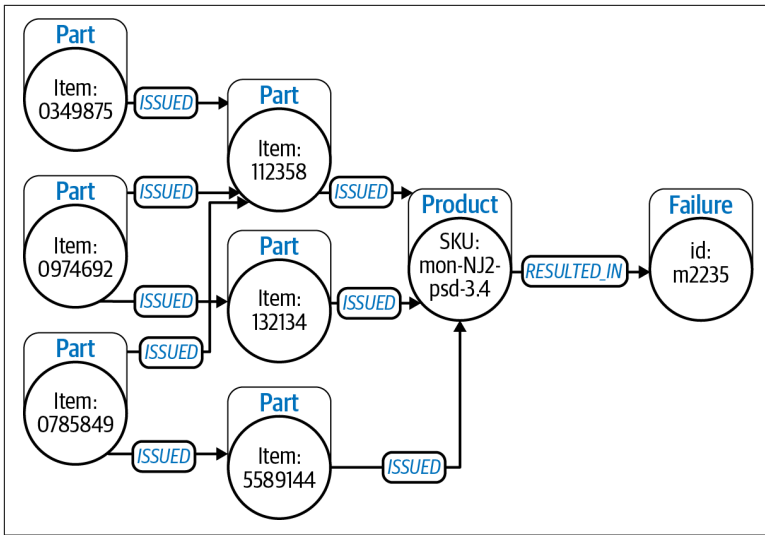 Part
Item:
0349875
ISSUED
Part
Item:
112358
Part
Item:
0974692
ISSUED
ISSUED
Product
SKU:
mon-NJ2-
psd-3.4
Failure
id:
m2235
RESULTED_IN
Part
Item:
132134
ISSUED
ISSUED
Part
Item:
0785849
ISSUED
Part
Item:
5589144
ISSUED
ISSUED